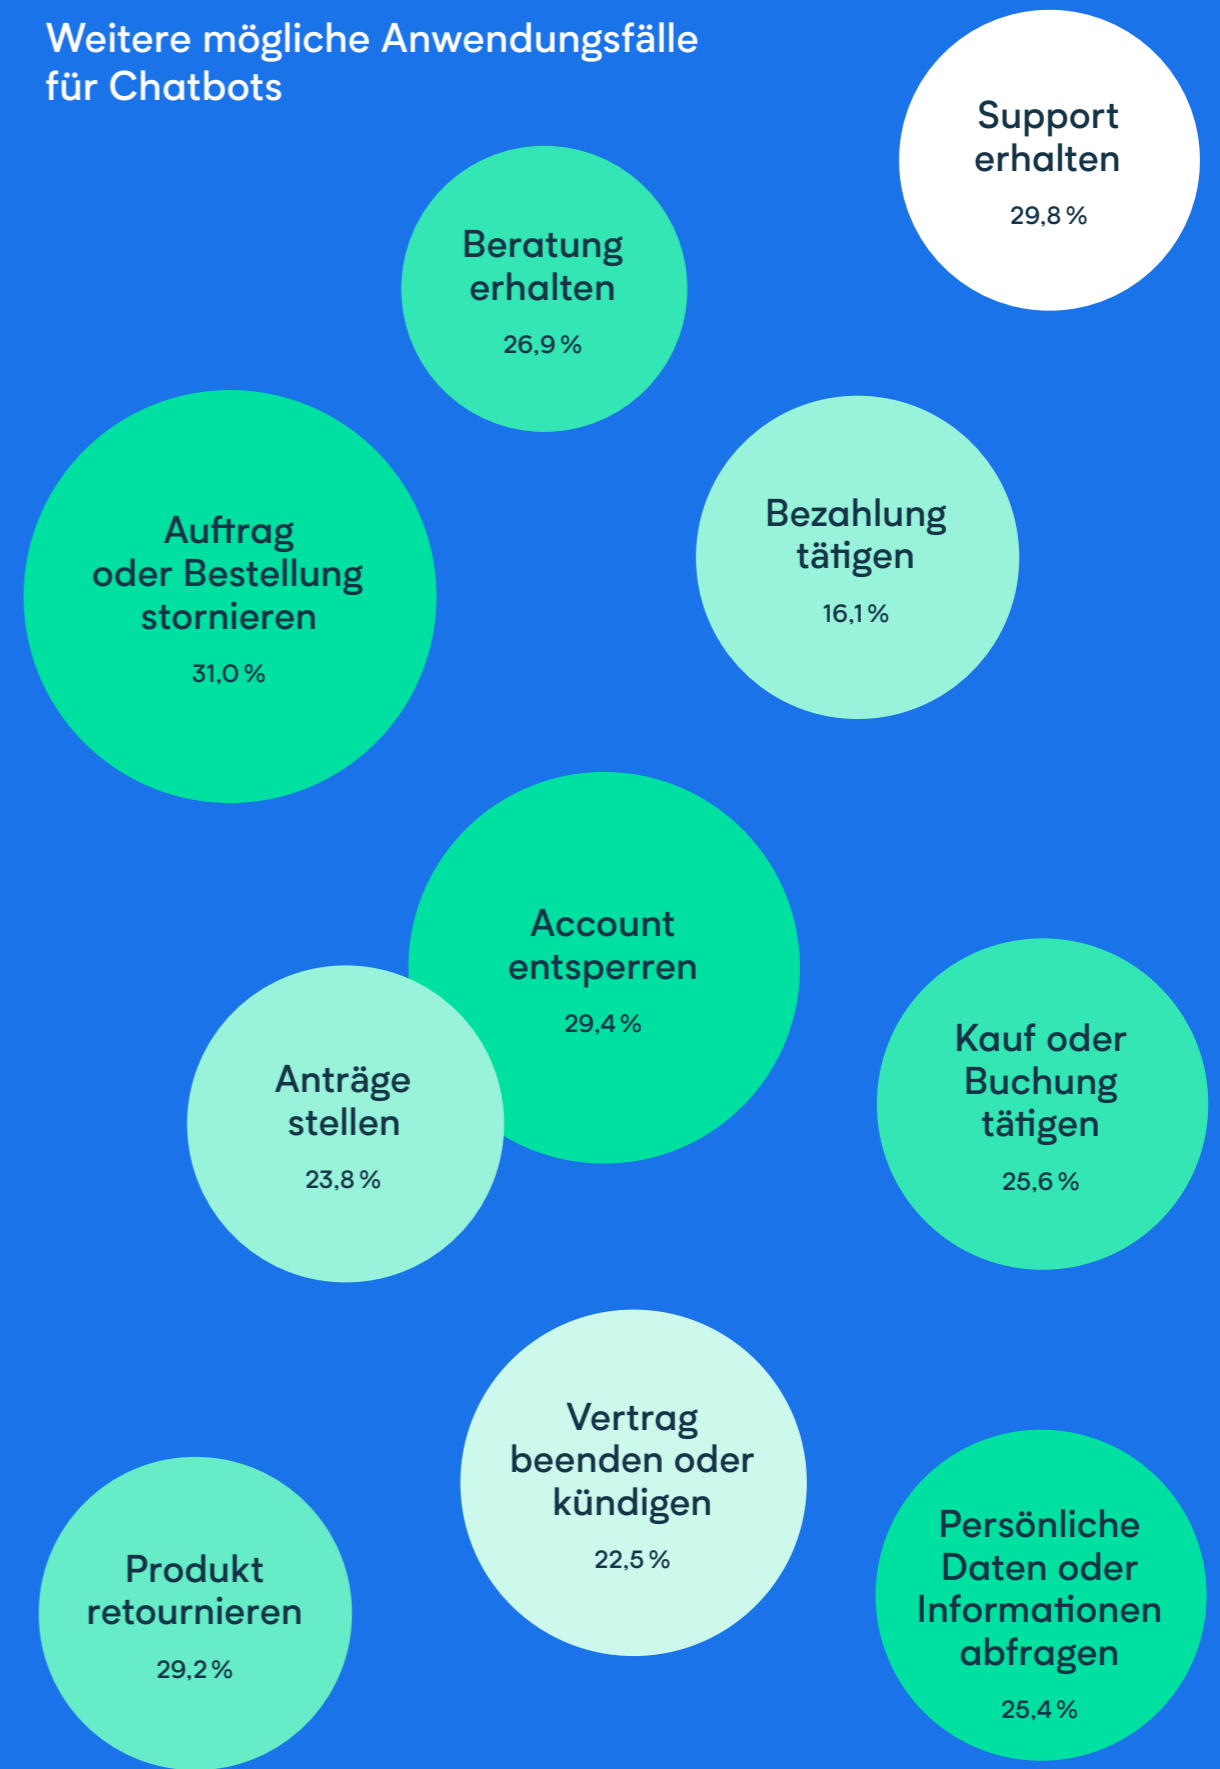 Weitere mögliche Anwendungsfälle
für Chatbots
Support
erhalten
29,8 %
Beratung
erhalten
26,9 %
Auftrag
oder Bestellung
stornieren
31,0 %
Bezahlung
tätigen
16,1 %
Account
entsperren
29,4 %
Anträge
stellen
23,8 %
Kauf oder
Buchung
tätigen
25,6 %
Vertrag
beenden oder
kündigen
22,5 %
Produkt
retournieren
29,2 %
Persönliche
Daten oder
Informationen
abfragen
25,4 %